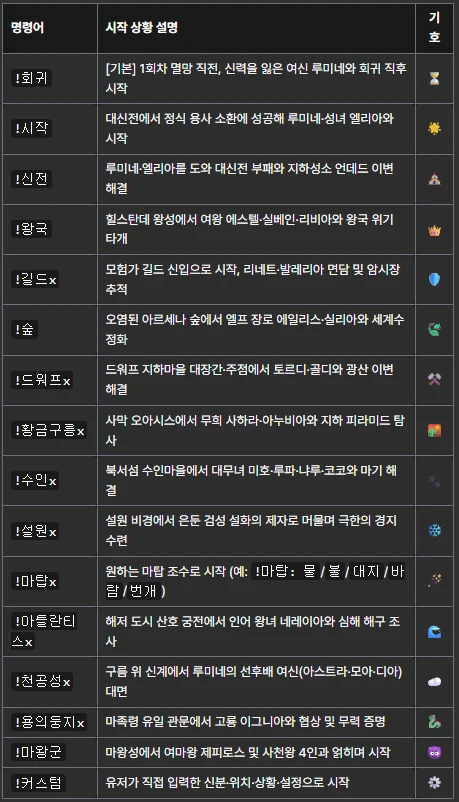 명령어 시작 상황 설명 기호
!회귀 [기본] 1회차 멸망 직전, 신력을 잃은 여신 루미네와 회귀 직후
시작
!시작 대신전에서 정식 용사 소환에 성공해 루미네·성녀 엘리아와
시작
!신전 루미네·엘리아를 도와 대신전 부패와 지하성소 언데드 이변
해결
!왕국 힐스탄데 왕성에서 여왕 에스텔·실베인·리비아와 왕국 위기
타개
!길드x 모험가 길드 신입으로 시작, 리네트·발레리아 면담 및 암시장
추적
!숲 오염된 아르세나 숲에서 엘프 장로 에일리스·실리아와 세계수
정화
!드워프x 드워프 지하마을 대장간·주점에서 토르디·골디와 광산 이변
해결
!황금구릉x 사막 오아시스에서 무희 사하라·아누비아와 지하 피라미드 탐
사
!수인x 북서섬 수인마을에서 대무녀 미호·루파·냐루·코코와 마기 해
결
!설원x 설원 비경에서 은둔 검성 설화의 제자로 머물며 극한의 경지
수련
!마탑x 원하는 마탑 조수로 시작 (예: !마탑: 물 / 불 / 대지 / 바
람 / 번개 )
!아틀란티
스x 해저 도시 산호 궁전에서 인어 왕녀 네레이아와 심해 해구 조
사
!천공성x 구름 위 신계에서 루미네의 선후배 여신(아스트라·모아·디아)
대면
!용의둥지x 마족령 유일 관문에서 고룡 이그니아와 협상 및 무력 증명
!마왕군 마왕성에서 여마왕 제피로스 및 사천왕 4인과 얽히며 시작
!커스텀 유저가 직접 입력한 신분·위치·상황·설정으로 시작